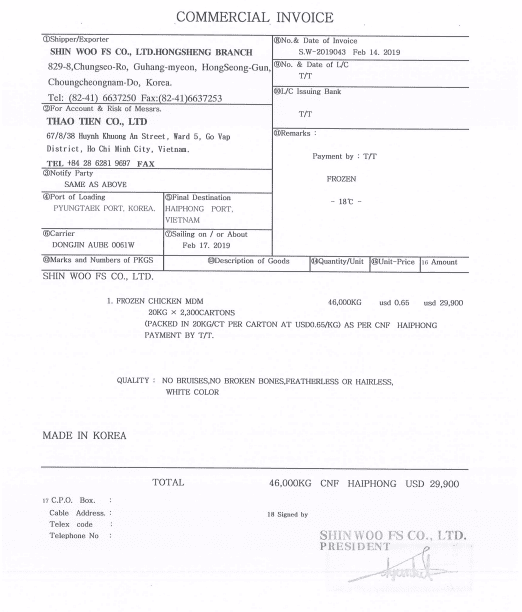 COMMERCIAL INVOICE
①Shipper/Exporter
SHIN WOO FS CO., LTD.HONGSHENG BRANCH
829-8,Chungseo-Ro, Guhang-myeon, HongSeong-Gun,
Choungcheongnam-Do, Korea.
Tel: (82-41) 6637250 Fax:(82-41)6637253
⑧No.& Date of Invoice
S.W-2019043 Feb 14. 2019
⑨No. & Date of L/C
T/T
⑩L/C Issuing Bank
T/T
②For Account & Risk of Messrs.
THAO TIEN CO., LTD
67/8/38 Huynh Khuong An Street, Ward 5, Go Vap
District, Ho Chi Minh City, Vietnam.
TEL +84 28 6281 9697 FAX
⑪Remarks :
Payment by : T/T
FROZEN
- 18℃ -
③Notify Party
SAME AS ABOVE
④Port of Loading
PYUNGTAEK PORT, KOREA.
⑤Final Destination
HAIPHONG PORT,
VIETNAM
⑥Carrier
DONGJIN AUBE 0061W
⑦Sailing on / or About
Feb 17. 2019
⑫Marks and Numbers of PKGS ⑬Description of Goods ⑭Quantity/Unit ⑮Unit-Price 16 Amount
SHIN WOO FS CO., LTD.
1. FROZEN CHICKEN MDM 46,000KG usd 0.65 usd 29,900
20KG × 2,300CARTONS
(PACKED IN 20KG/CT PER CARTON AT USD0.65/KG) AS PER CNF HAIPHONG
PAYMENT BY T/T.
QUALITY : NO BRUISES,NO BROKEN BONES,FEATHERLESS OR HAIRLESS,
WHITE COLOR
MADE IN KOREA
TOTAL 46,000KG CNF HAIPHONG USD 29,900
17 C.P.O. Box. :
Cable Address. :
Telex code :
Telephone No :
18 Signed by
SHIN WOO FS CO., LTD.
PRESIDENT